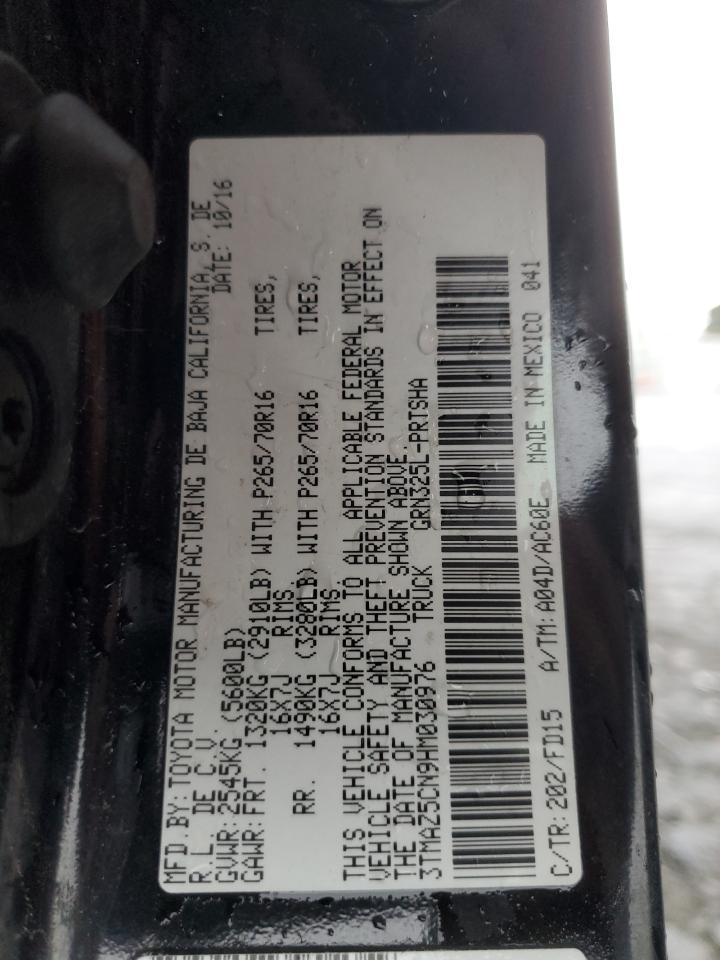 MFD.BY:TOYOTA MOTOR MANUFACTURING DE BAJA CALIFORNIA,S. DE
R.L. DE C.V. DATE: 10/16
GVWR:2545KG (5600LB)
GAWR:FRT. 1320KG (2910LB) WITH P265/70R16 TIRES,
16X7J RIMS.
RR. 1490KG (3280LB) WITH P265/70R16 TIRES,
16X7J RIMS
THIS VEHICLE CONFORMS TO ALL APPLICABLE FEDERAL MOTOR
VEHICLE SAFETY AND THEFT PREVENTION STANDARDS IN EFFECT ON
THE DATE OF MANUFACTURE SHOWN ABOVE.
3TMAZ5CN9HM030976 TRUCK GRN325L-PRTSHA
C/TR:202/FD15 A/TM:A04D/AC60E MADE IN MEXICO 041